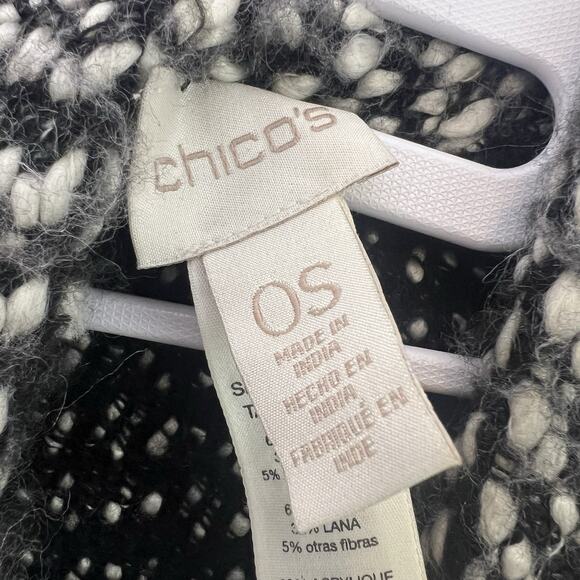 chico's
OS
MADE IN
INDIA
HECHO EN
INDIA
FABRIQUÉ EN
INDE
5%
LANA
5% otras fibras